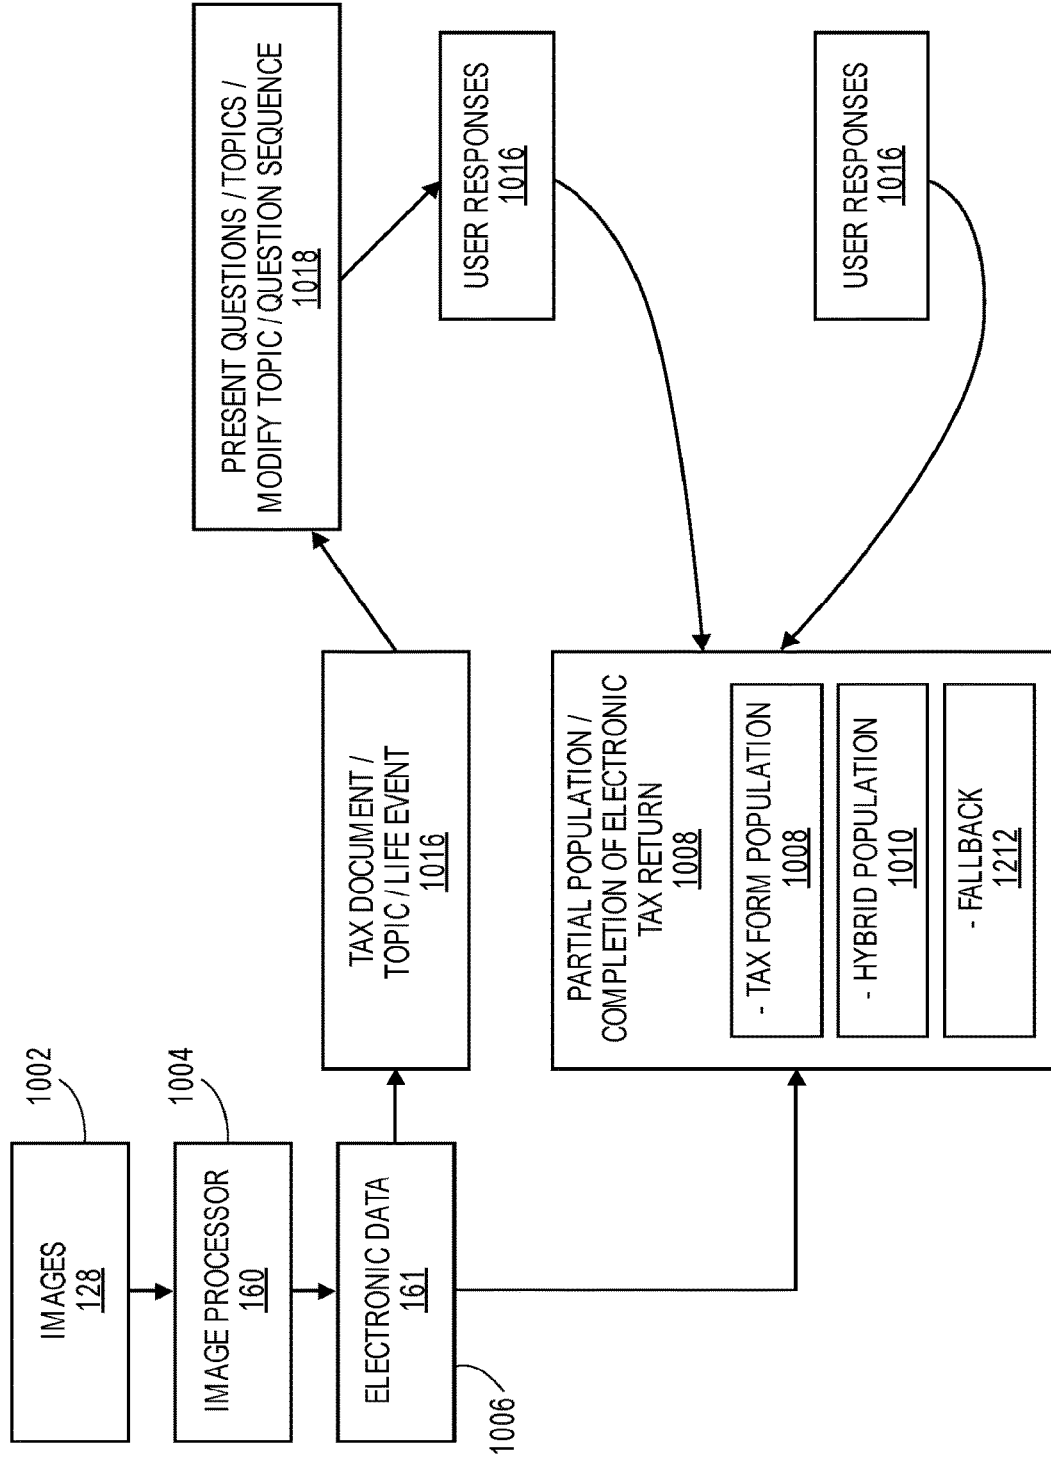 IMAGES
128
1002
IMAGE PROCESSOR
160
1004
ELECTRONIC DATA
161
1006
TAX DOCUMENT /
TOPIC / LIFE EVENT
1016
PRESENT QUESTIONS / TOPICS /
MODIFY TOPIC / QUESTION SEQUENCE
1018
USER RESPONSES
1016
PARTIAL POPULATION /
COMPLETION OF ELECTRONIC
TAX RETURN
1008
- TAX FORM POPULATION
1008
- HYBRID POPULATION
1010
- FALLBACK
1212
USER RESPONSES
1016